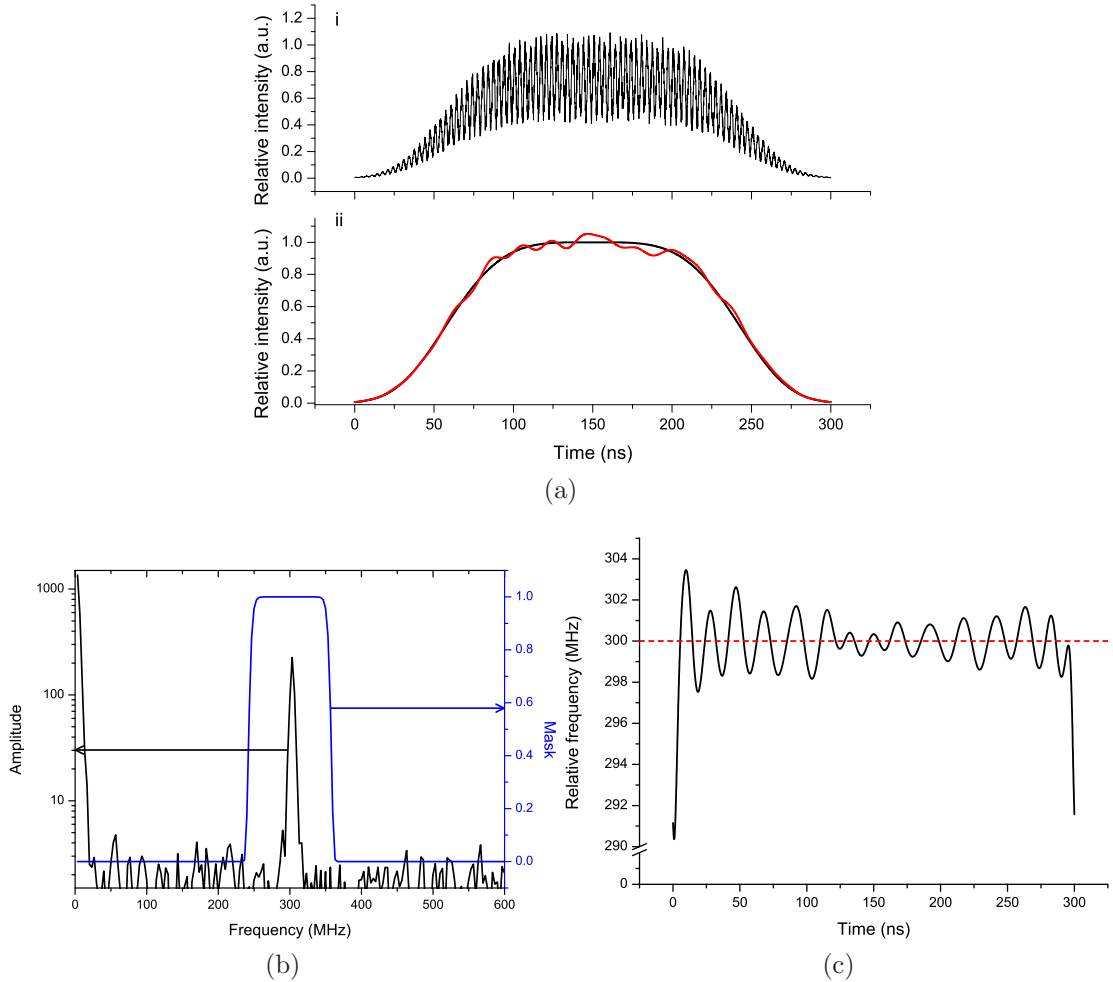 i
Relative intensity (a.u.)
1.2
1.0
0.8
0.6
0.4
0.2
0.0
ii
Relative intensity (a.u.)
1.0
0.8
0.6
0.4
0.2
0.0
0 50 100 150 200 250 300
Time (ns)
(a)
Amplitude
1000
100
10
Mask
1.0
0.8
0.6
0.4
0.2
0.0
0 100 200 300 400 500 600
Frequency (MHz)
(b)
Relative frequency (MHz)
304
302
300
298
296
294
292
290
0
0 50 100 150 200 250 300
Time (ns)
(c)